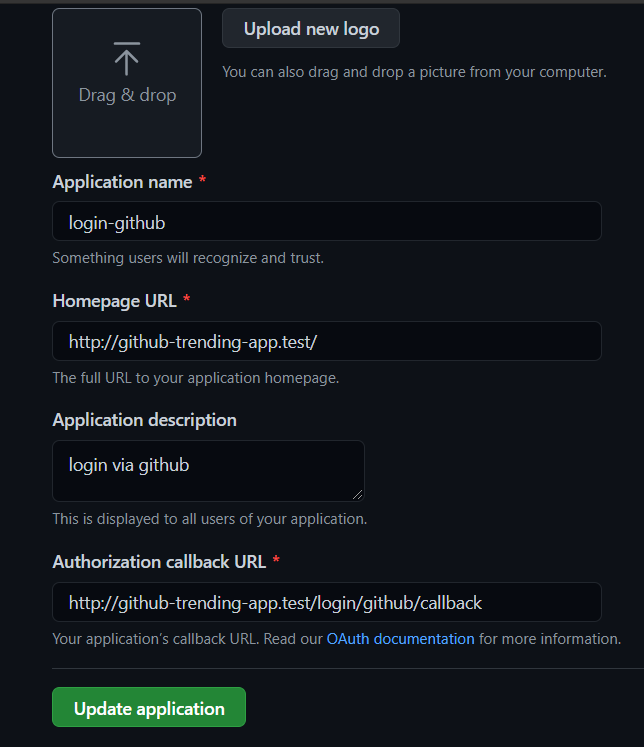 Upload new logo
You can also drag and drop a picture from your computer.
Drag & drop
Application name *
login-github
Something users will recognize and trust.
Homepage URL *
http://github-trending-app.test/
The full URL to your application homepage.
Application description
login via github
This is displayed to all users of your application.
Authorization callback URL *
http://github-trending-app.test/login/github/callback
Your application’s callback URL. Read our OAuth documentation for more information.
Update application